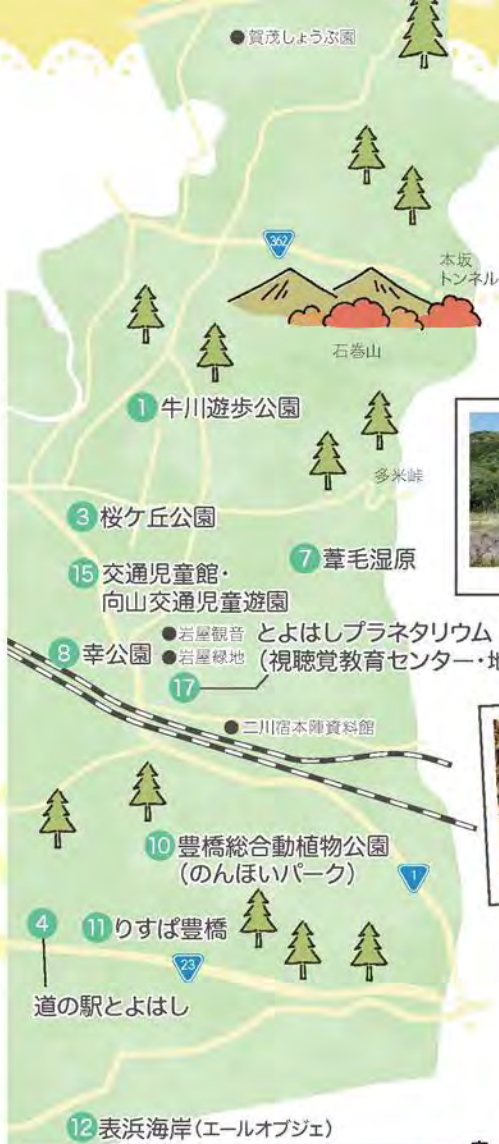 ●賀茂しょうぶ園
362
本坂
トンネル
石巻山
1 牛川遊歩公園
多米峠
3 桜ケ丘公園
7 葦毛湿原
15 交通児童館・
向山交通児童遊園
●岩屋観音
●岩屋緑地
とよはしプラネタリウム
(視聴覚教育センター・地
8 幸公園
17
●二川宿本陣資料館
10 豊橋総合動植物公園
(のんほいパーク)
1
4
11 りすぱ豊橋
23
道の駅とよはし
12 表浜海岸(エールオブジェ)